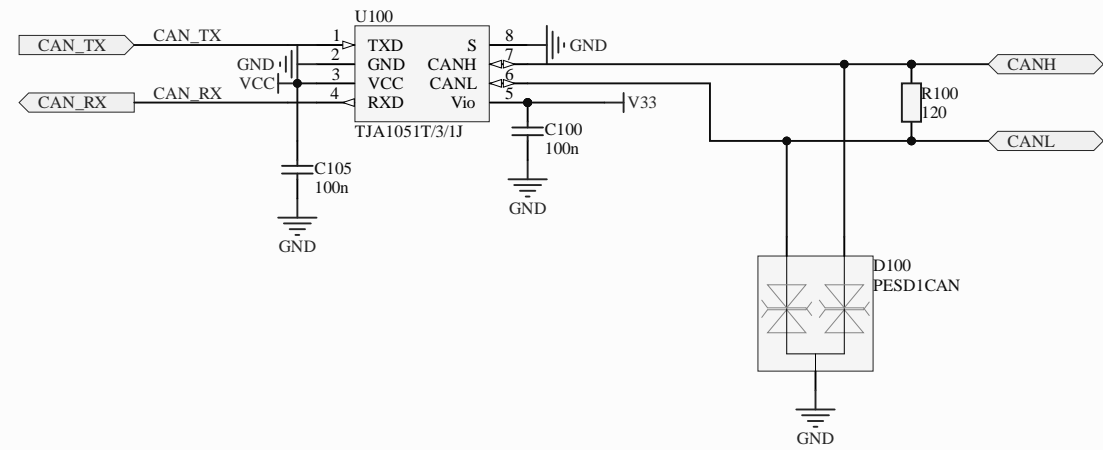 U100
CAN_TX
CAN_TX
1
TXD
S
8
GND
GND
2
GND
CANH
7
CANH
VCC
3
VCC
CANL
6
R100
120
CAN_RX
CAN_RX
4
RXD
Vio
5
V33
TJA1051T/3/1J
C100
100n
CANL
C105
100n
GND
GND
D100
PESD1CAN
GND